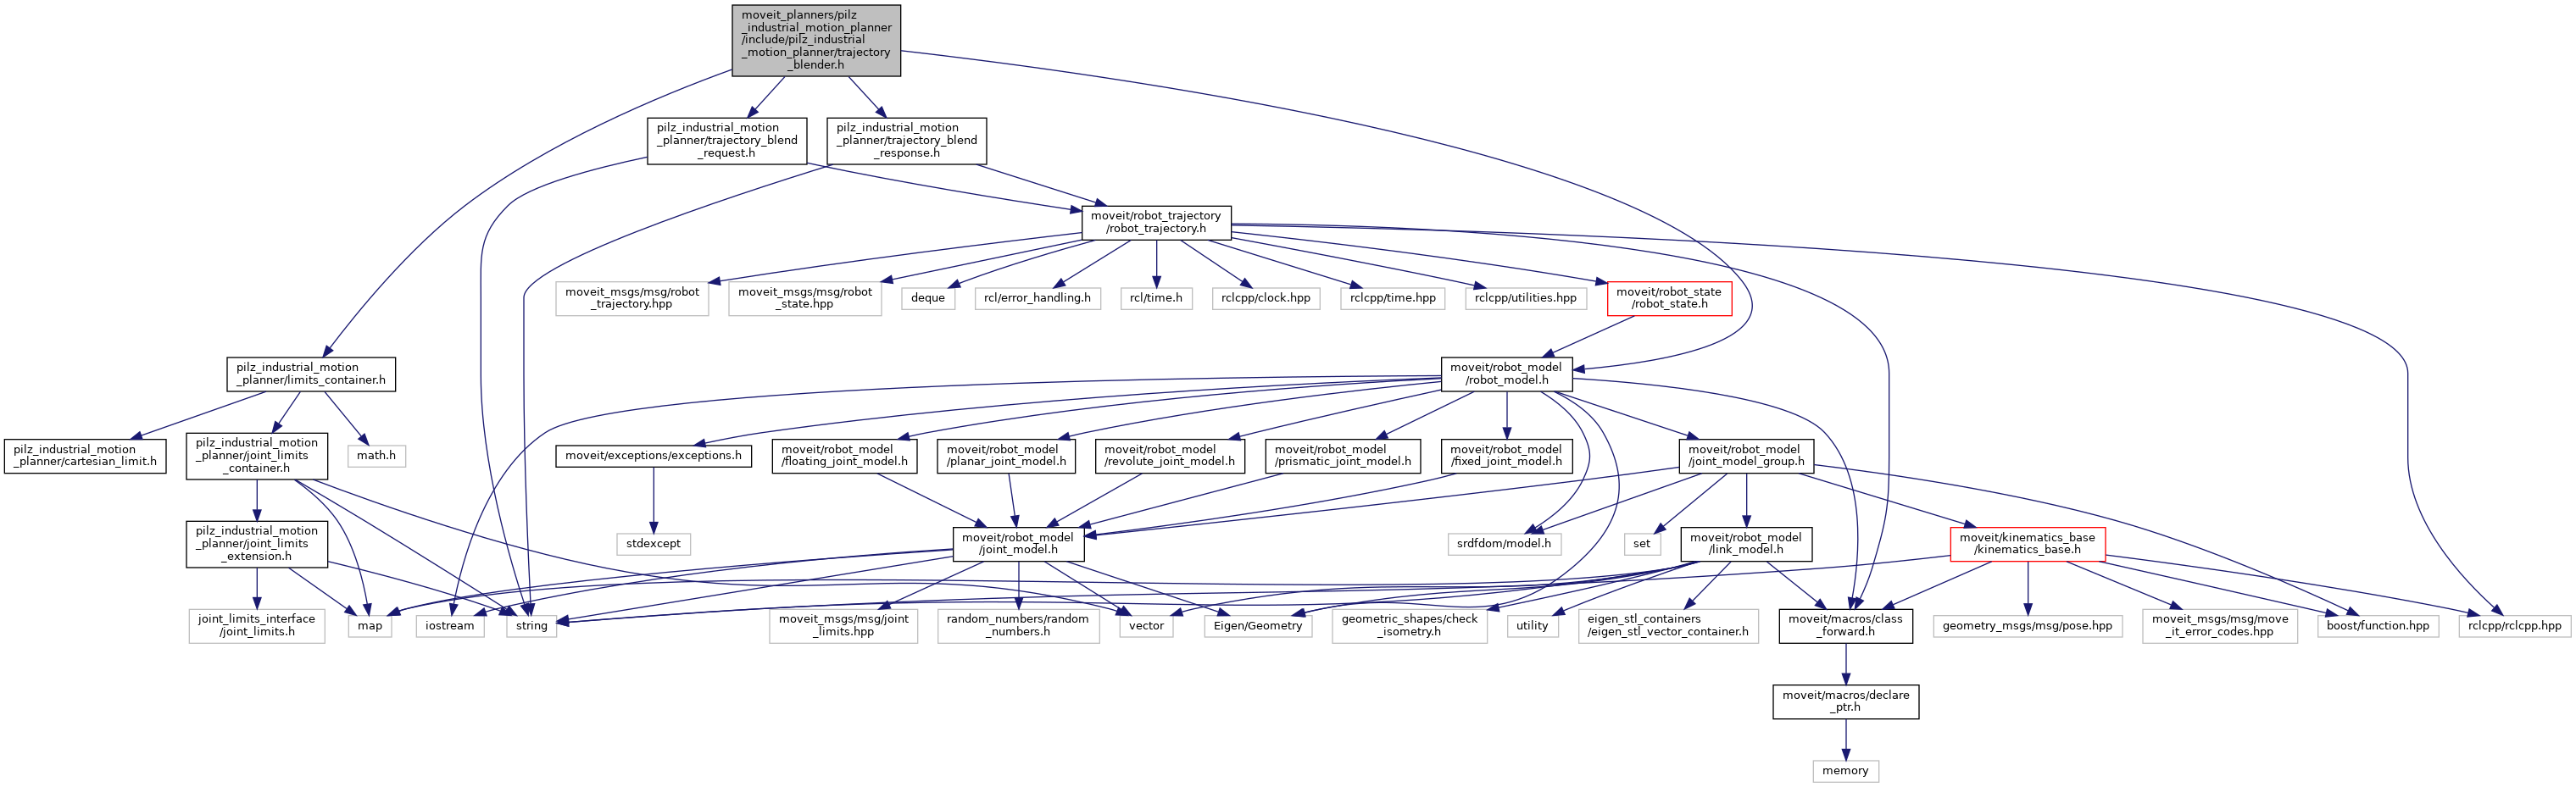 moveit_planners/pilz
_industrial_motion_planner
/include/pilz_industrial
_motion_planner/trajectory
_blender.h
pilz_industrial_motion
_planner/trajectory_blend
_request.h
pilz_industrial_motion
_planner/trajectory_blend
_response.h
moveit/robot_trajectory
/robot_trajectory.h
moveit_msgs/msg/robot
_trajectory.hpp
moveit_msgs/msg/robot
_state.hpp
deque
rcl/error_handling.h
rcl/time.h
rclcpp/clock.hpp
rclcpp/time.hpp
rclcpp/utilities.hpp
moveit/robot_state
/robot_state.h
pilz_industrial_motion
_planner/limits_container.h
moveit/robot_model
/robot_model.h
pilz_industrial_motion
_planner/cartesian_limit.h
pilz_industrial_motion
_planner/joint_limits
_container.h
math.h
moveit/exceptions/exceptions.h
moveit/robot_model
/floating_joint_model.h
moveit/robot_model
/planar_joint_model.h
moveit/robot_model
/revolute_joint_model.h
moveit/robot_model
/prismatic_joint_model.h
moveit/robot_model
/fixed_joint_model.h
moveit/robot_model
/joint_model_group.h
pilz_industrial_motion
_planner/joint_limits
_extension.h
stdexcept
moveit/robot_model
/joint_model.h
srdfdom/model.h
set
moveit/robot_model
/link_model.h
moveit/kinematics_base
/kinematics_base.h
joint_limits_interface
/joint_limits.h
map
iostream
string
moveit_msgs/msg/joint
_limits.hpp
random_numbers/random
_numbers.h
vector
Eigen/Geometry
geometric_shapes/check
_isometry.h
utility
eigen_stl_containers
/eigen_stl_vector_container.h
moveit/macros/class
_forward.h
geometry_msgs/msg/pose.hpp
moveit_msgs/msg/move
_it_error_codes.hpp
boost/function.hpp
rclcpp/rclcpp.hpp
moveit/macros/declare
_ptr.h
memory